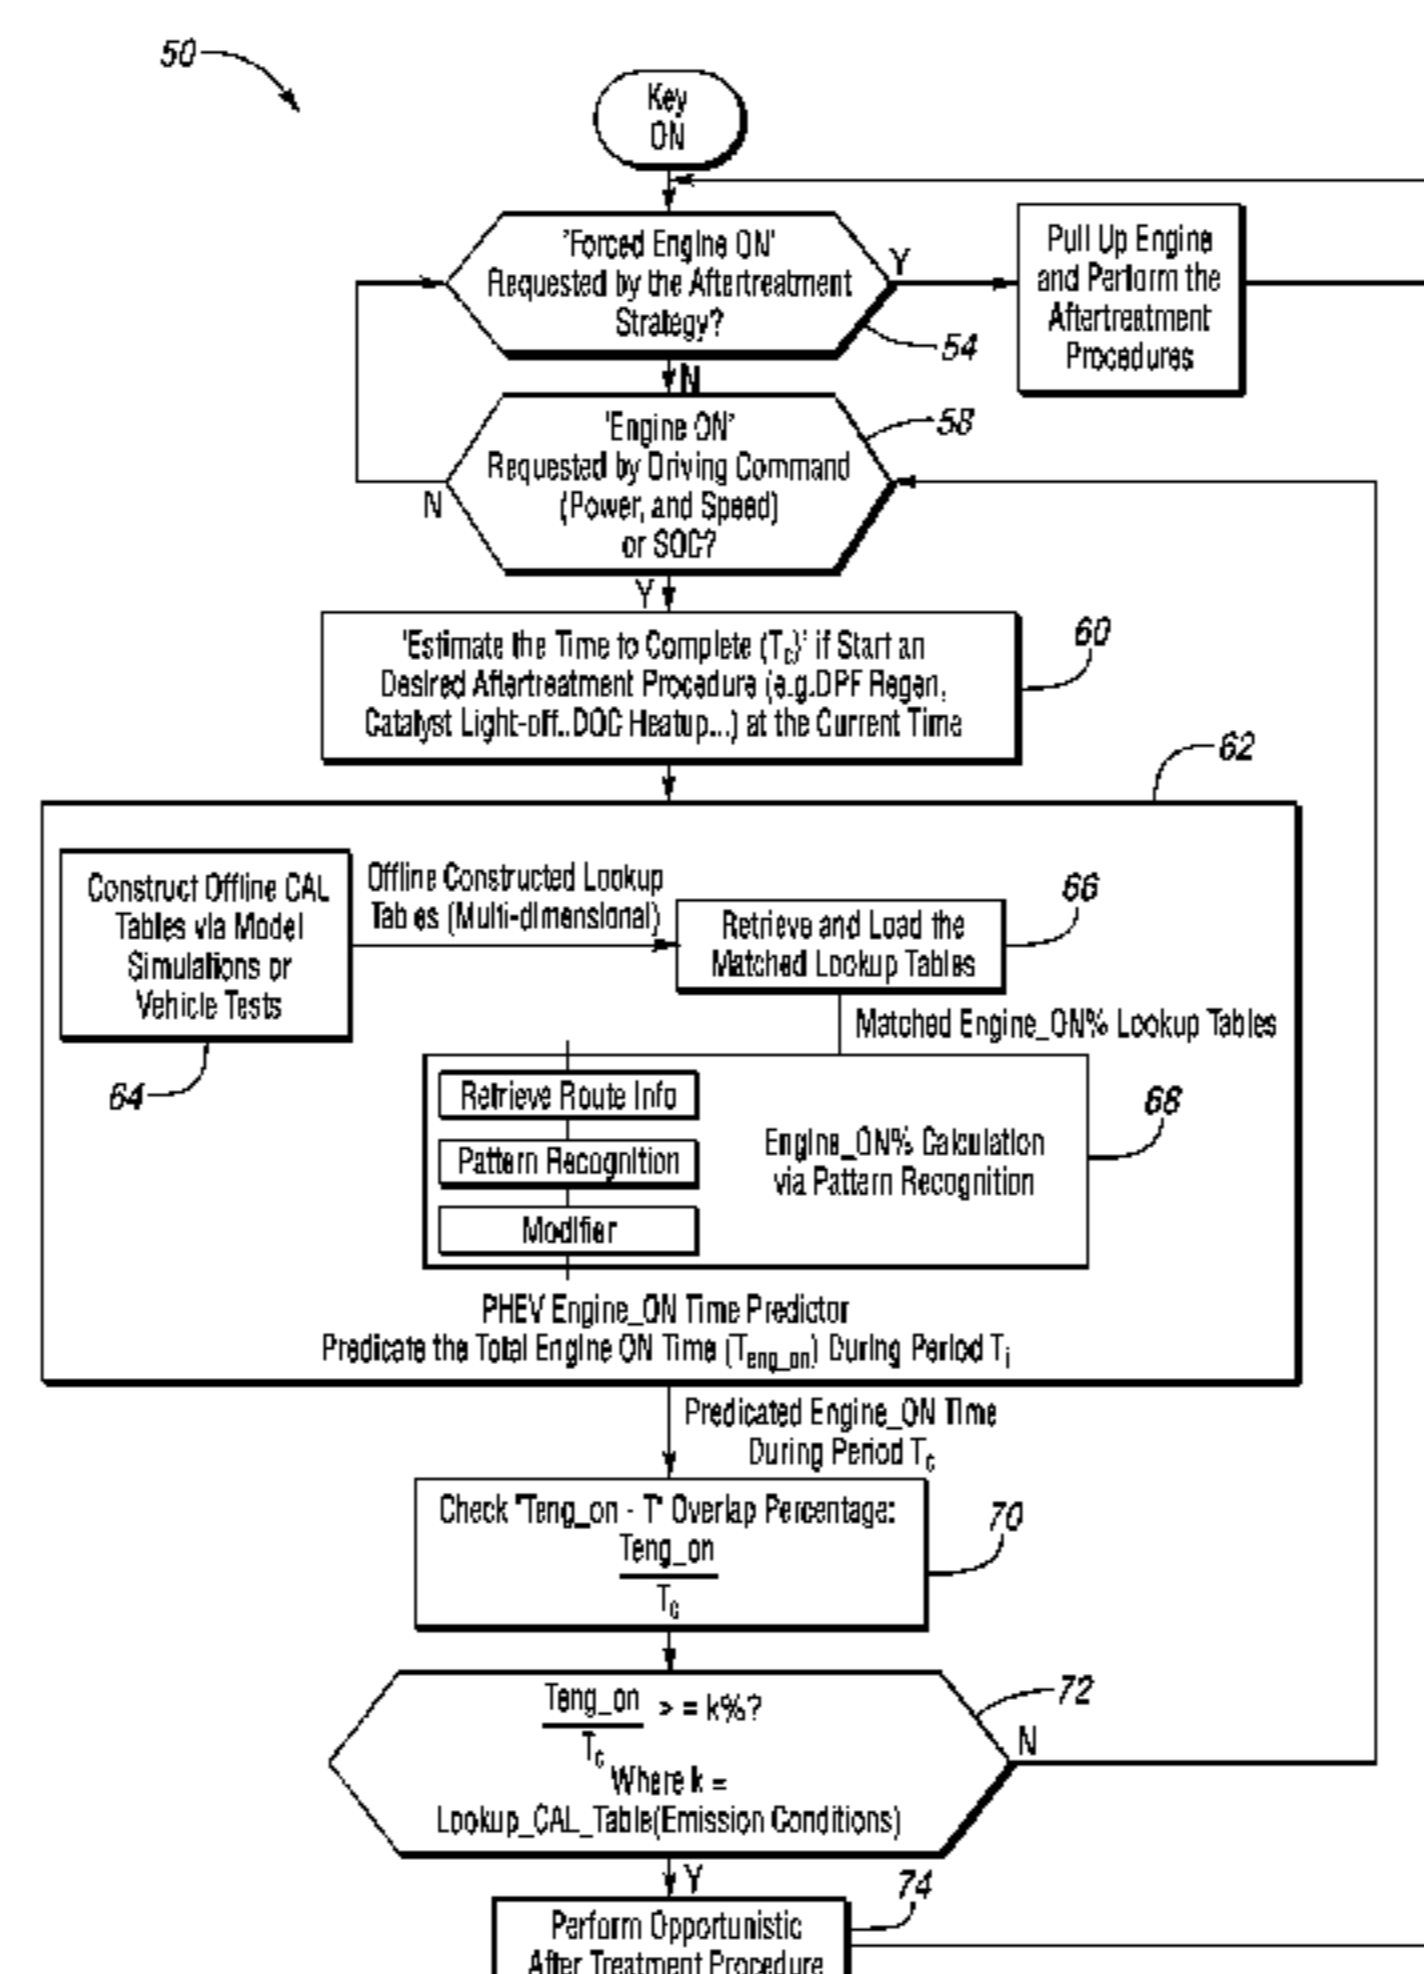 50
Key
ON
'Forced Engine ON'
Requested by the Aftertreatment
Strategy?
Y
54
Pull Up Engine
and Perform the
Aftertreatment
Procedures
N
'Engine ON'
Requested by Driving Command
(Power, and Speed)
or SOC?
58
N
Y
'Estimate the Time to Complete (Tc)' if Start an
Desired Aftertreatment Procedure (e.g.DPF Regen,
Catalyst Light-off..DOC Heatup...) at the Current Time
60
62
Construct Offline CAL
Tables via Model
Simulations or
Vehicle Tests
64
Offline Constructed Lookup
Tables (Multi-dimensional)
Retrieve and Load the
Matched Lookup Tables
66
Matched Engine_ON% Lookup Tables
Retrieve Route Info
Pattern Recognition
Modifier
Engine_ON% Calculation
via Pattern Recognition
68
PHEV Engine_ON Time Predictor
Predicate the Total Engine ON Time (Teng_on) During Period Ti
Predicated Engine_ON Time
During Period Tc
Check "Teng_on - T" Overlap Percentage:
Teng_on
Tc
70
Teng_on > = k%?
Tc
Where k =
Lookup_CAL_Table(Emission Conditions)
72
N
Y
74
Perform Opportunistic
After Treatment Procedure